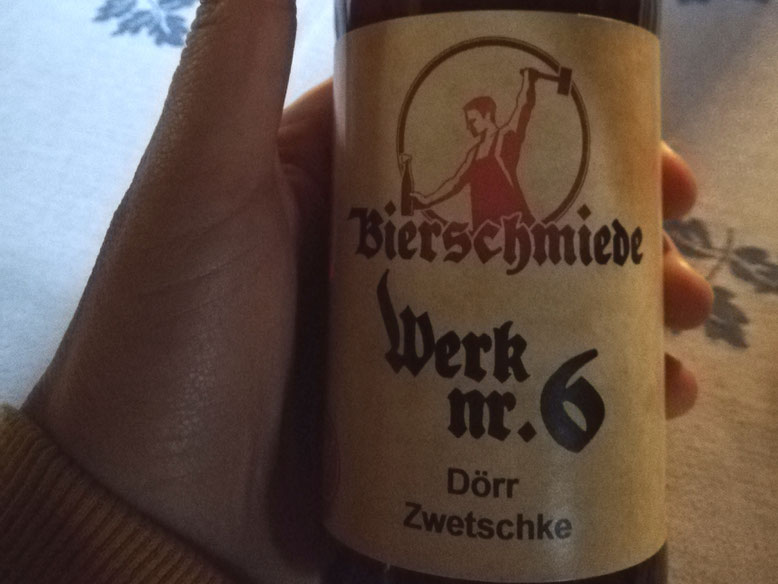 Bierschmiede
Werk
nr. 6
Dörr
Zwetschke